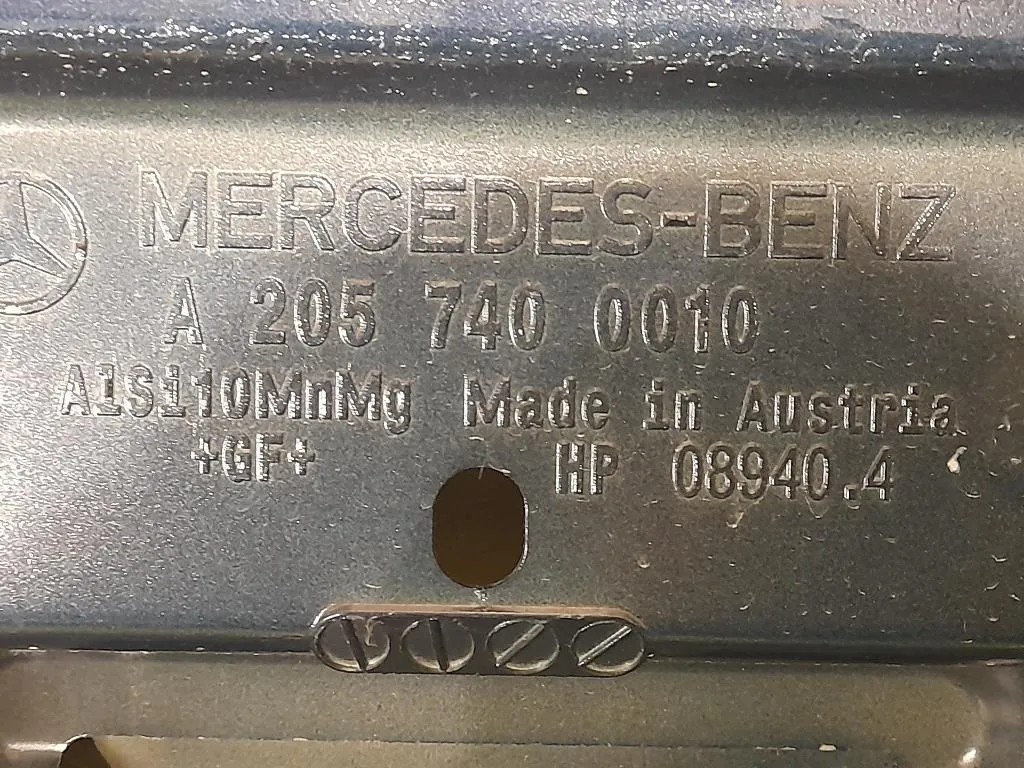 MERCEDES-BENZ
A 205 740 0010
AlSi10MnMg Made in Austria
+GF+ HP 08940.4